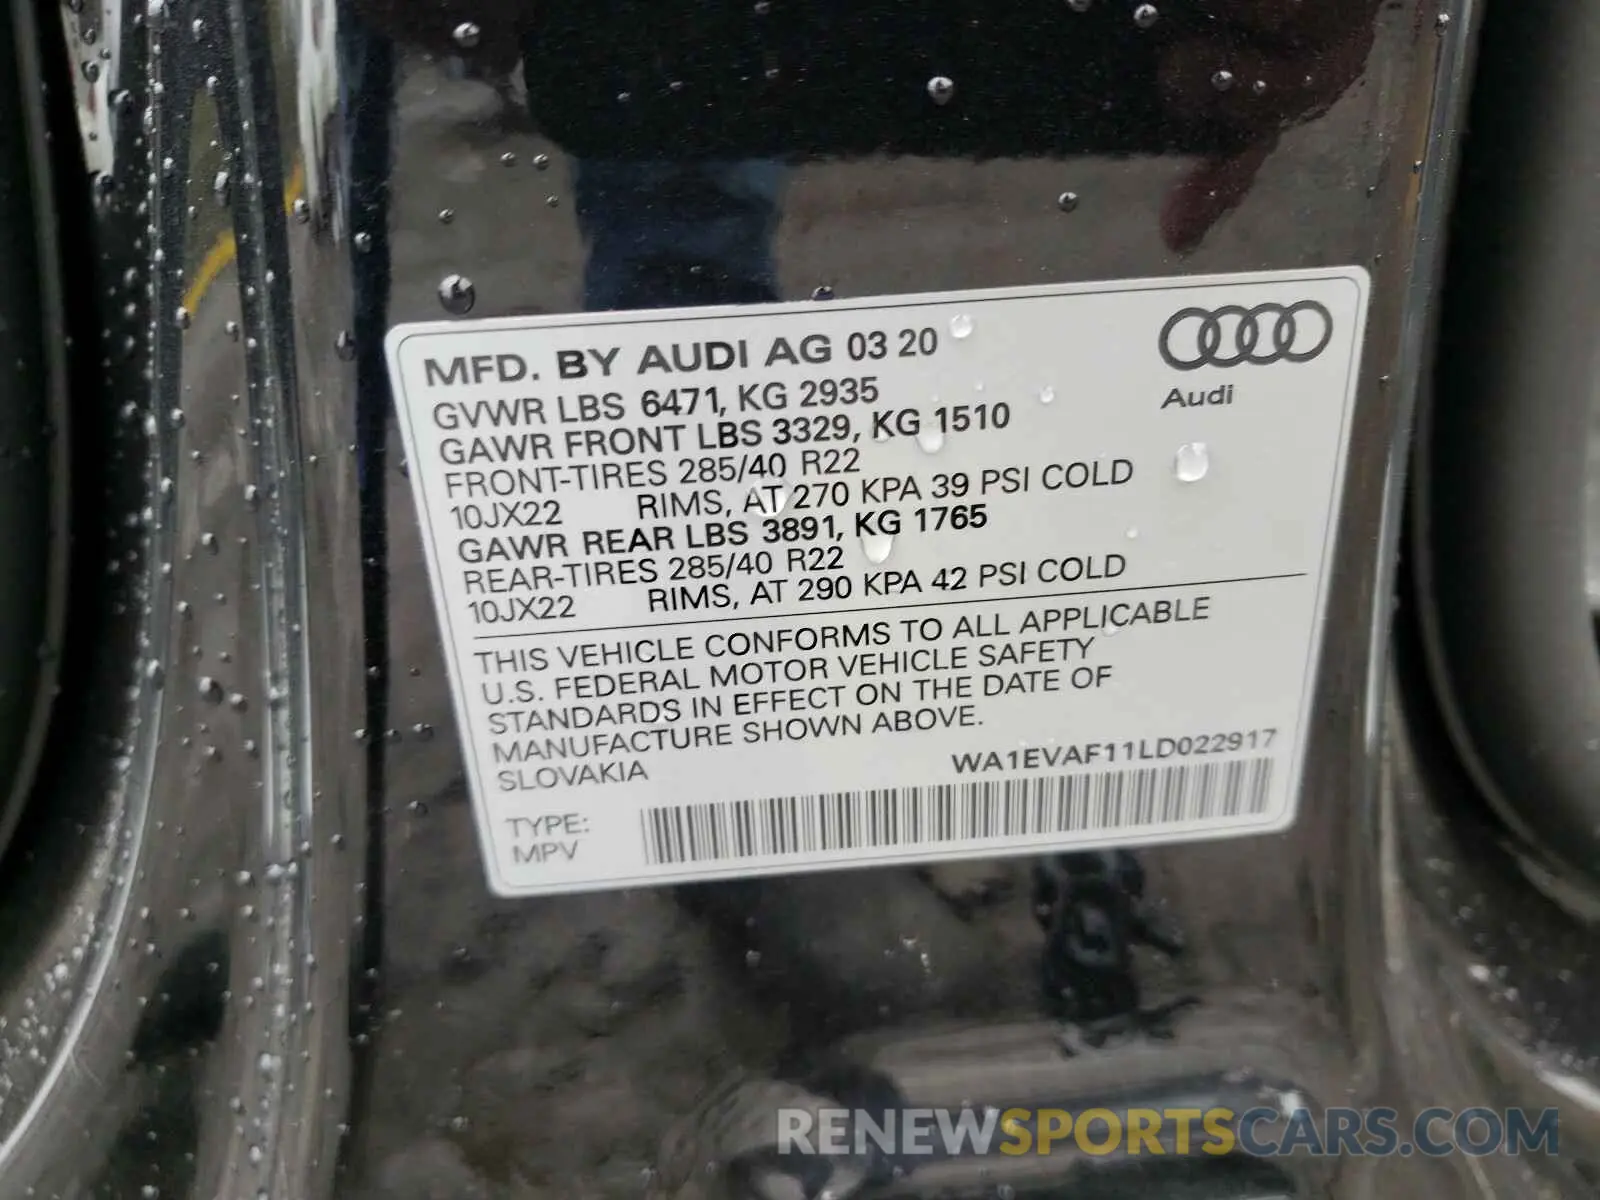 MFD. BY AUDI AG 03 20
GVWR LBS 6471, KG 2935
GAWR FRONT LBS 3329, KG 1510
FRONT-TIRES 285/40 R22
10JX22 RIMS, AT 270 KPA 39 PSI COLD
GAWR REAR LBS 3891, KG 1765
REAR-TIRES 285/40 R22
10JX22 RIMS, AT 290 KPA 42 PSI COLD
Audi
THIS VEHICLE CONFORMS TO ALL APPLICABLE
U.S. FEDERAL MOTOR VEHICLE SAFETY
STANDARDS IN EFFECT ON THE DATE OF
MANUFACTURE SHOWN ABOVE.
SLOVAKIA
WA1EVAF11LD022917
TYPE:
MPV
RENEWSPORTSCARS.COM